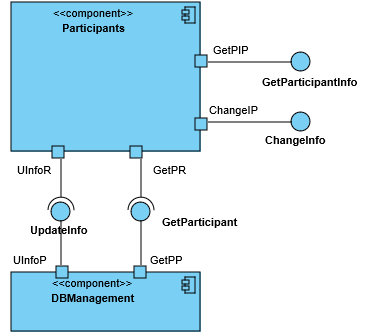 <<component>>
Participants
GetPIP
GetParticipantInfo
ChangeIP
ChangeInfo
UInfoR
GetPR
UpdateInfo
GetParticipant
UInfoP
GetPP
<<component>>
DBManagement